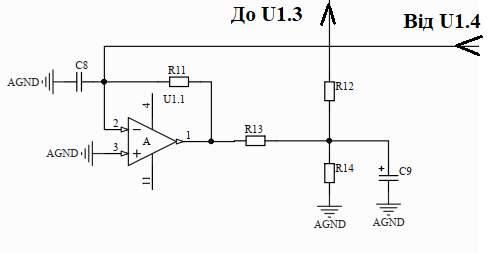 До U1.3
Від U1.4
C8
AGND
R11
U1.1
R12
4
2
1
A
R13
AGND
3
11
R14
C9
+
AGND
AGND